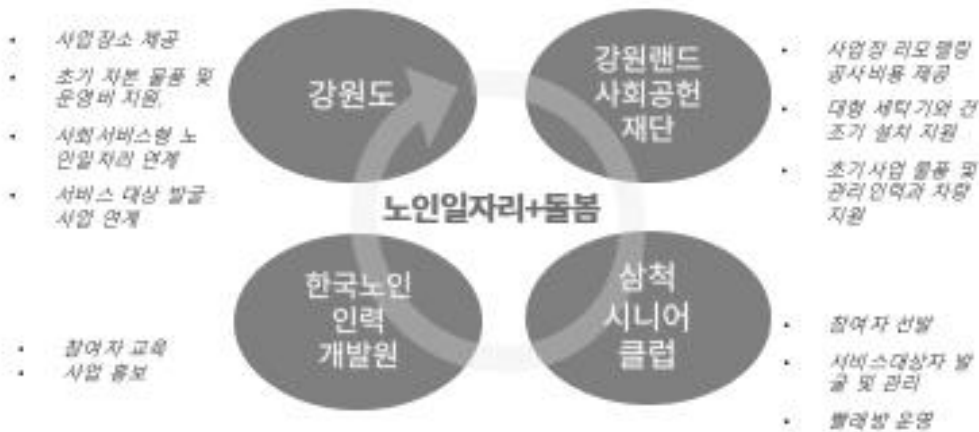 • 사업장소 제공
• 초기 자본 물품 및
운영비 지원.
• 사회서비스형 노
인일자리 연계
• 서비스 대상 발굴
사업 연계
강원도
강원랜드
사회공헌
재단
• 사업장 리모델링
공사비용 제공
• 대형 세탁기와 건
조기 설치 지원
• 초기사업 물품 및
관리인력과 차량
지원
노인일자리+돌봄
한국노인
인력
개발원
• 참여자 교육
• 사업 홍보
삼척
시니어
클럽
• 참여자 선발
• 서비스대상자 발
굴 및 관리
• 빨래방 운영